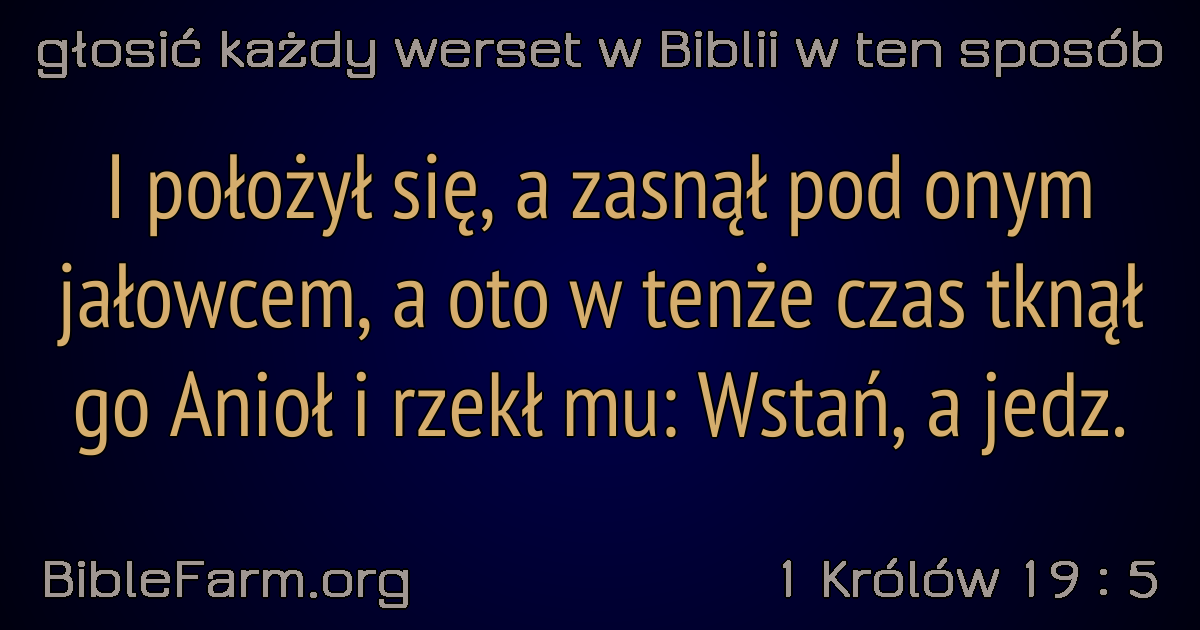 głosić każdy werset w Biblii w ten sposób
I położył się, a zasnął pod onym
jałowcem, a oto w tenże czas tknął
go Anioł i rzekł mu: Wstań, a jedz.
BibleFarm.org
1 Królów 19 : 5